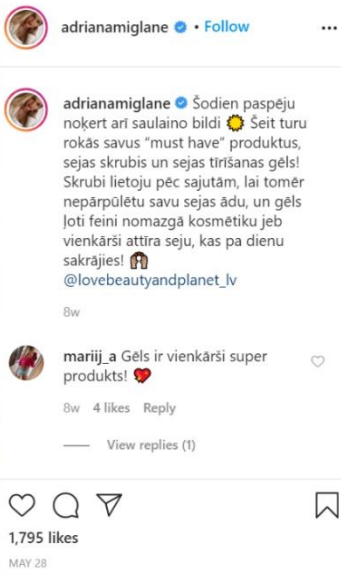 adrianamiglane • Follow
adrianamiglane Šodien paspēju
noķert arī saulaino bildi 🌞 Šeit turu
rokās savus “must have” produktus,
sejas skrubis un sejas tīrīšanas gēls!
Skrubi lietoju pēc sajutām, lai tomēr
nepārpūlētu savu sejas ādu, un gēls
ļoti feini nomazgā kosmētiku jeb
vienkārši attīra seju, kas pa dienu
sakrājies! 🙌🏽
@lovebeautyandplanet_lv
8w
mariij_a Gēls ir vienkārši super
produkts! 💖
8w 4 likes Reply
View replies (1)
1,795 likes
MAY 28